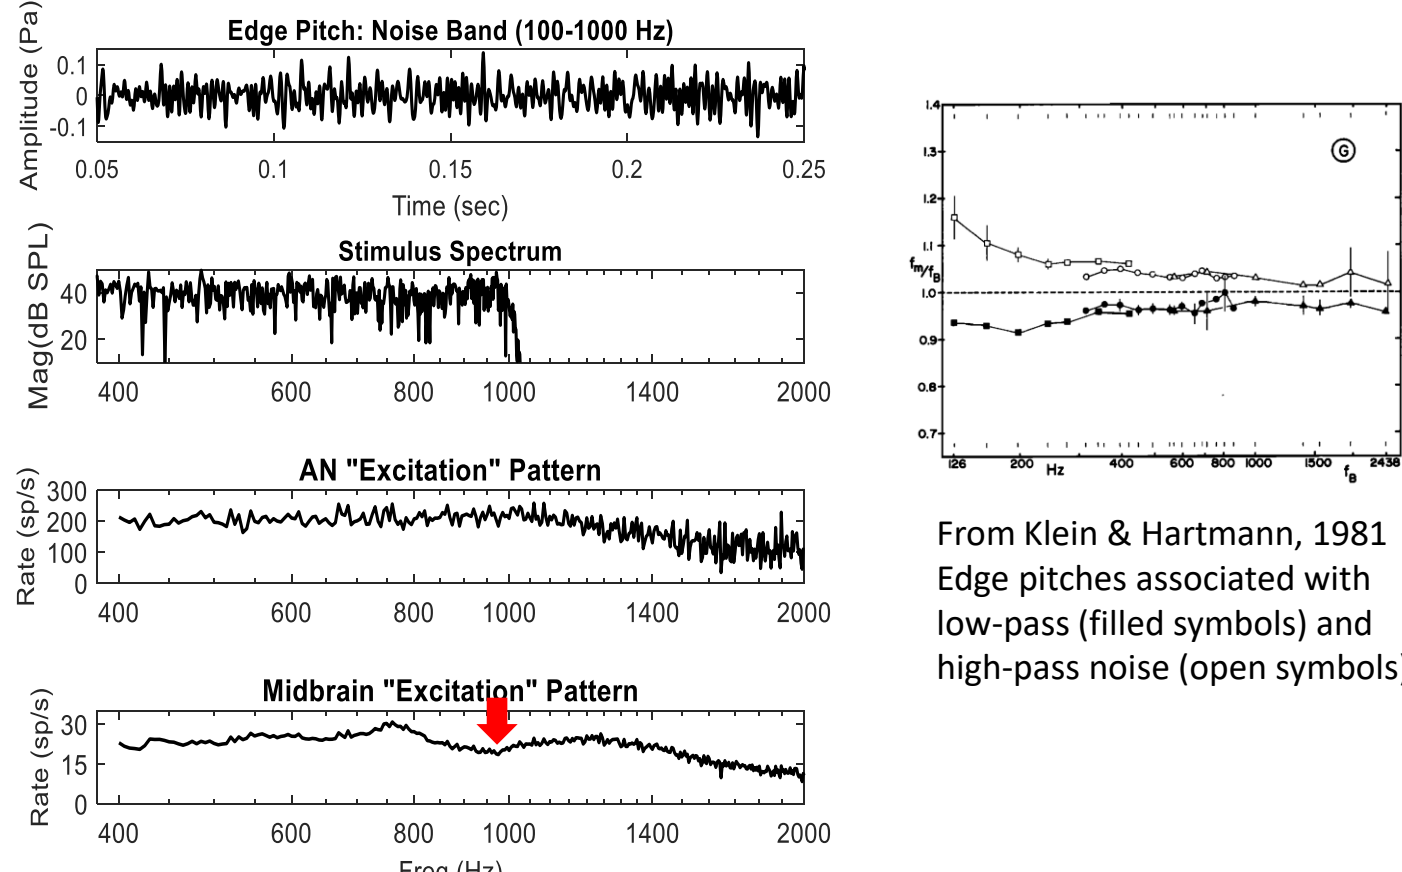 Edge Pitch: Noise Band (100-1000 Hz)
Amplitude (Pa)
0.1
0
-0.1
0.05 0.1 0.15 0.2 0.25
Time (sec)
Stimulus Spectrum
Mag(dB SPL)
40
20
400 600 800 1000 1400 2000
AN "Excitation" Pattern
Rate (sp/s)
300
200
100
0
400 600 800 1000 1400 2000
Midbrain "Excitation" Pattern
Rate (sp/s)
30
15
0
400 600 800 1000 1400 2000
Freq (Hz)
1.4
1.3
1.2
1.1
fm/fB
1.0
0.9
0.8
0.7
G
126 200 Hz 400 600 800 1000 1500 fB 2438
From Klein & Hartmann, 1981
Edge pitches associated with
low-pass (filled symbols) and
high-pass noise (open symbols)